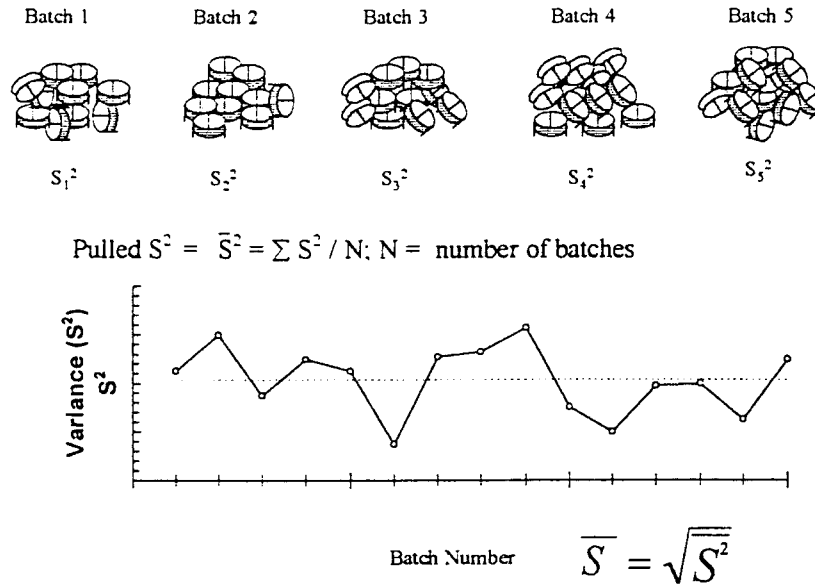 Batch 1 Batch 2 Batch 3 Batch 4 Batch 5
S₁² S₂² S₃² S₄² S₅²
Pulled S² = S̅² = Σ S² / N; N = number of batches
Variance (S²)
S²
Batch Number
S̅ = √S̅²